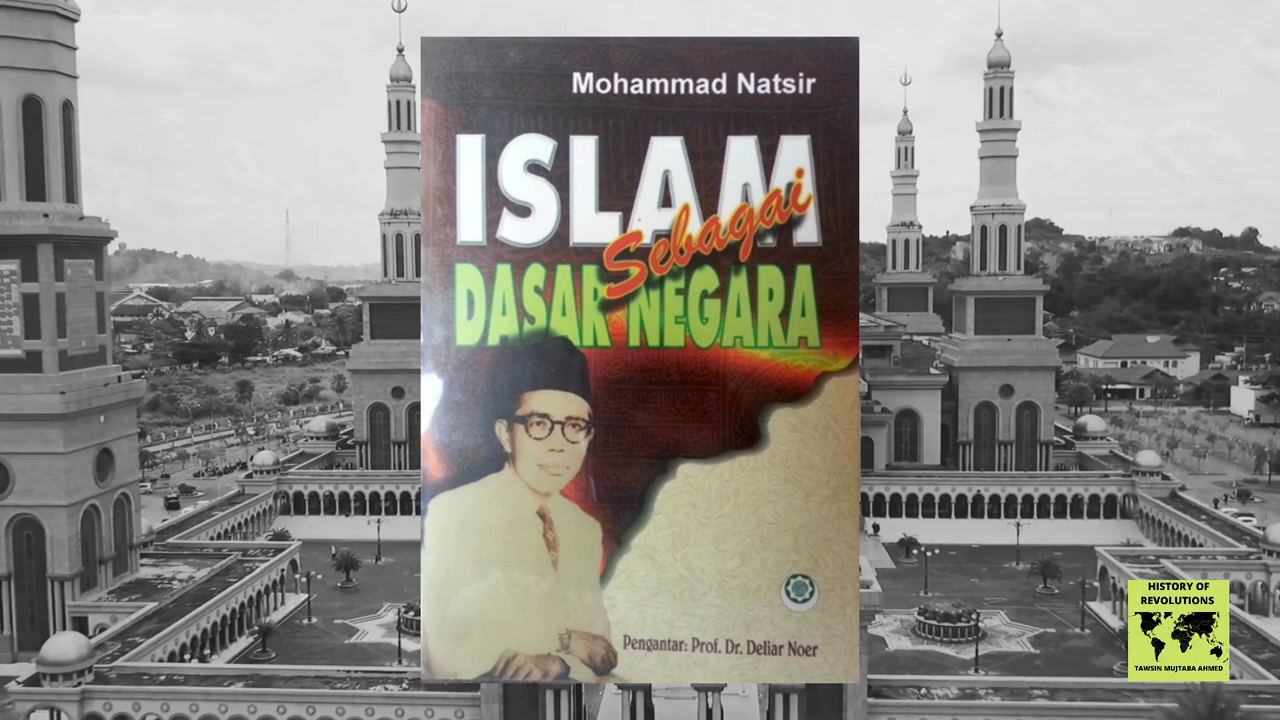 Mohammad Natsir
ISLAM
Sebagai
DASAR NEGARA
Pengantar: Prof. Dr. Deliar Noer
HISTORY OF
REVOLUTIONS
TAWSIN MUJTABA AHMED